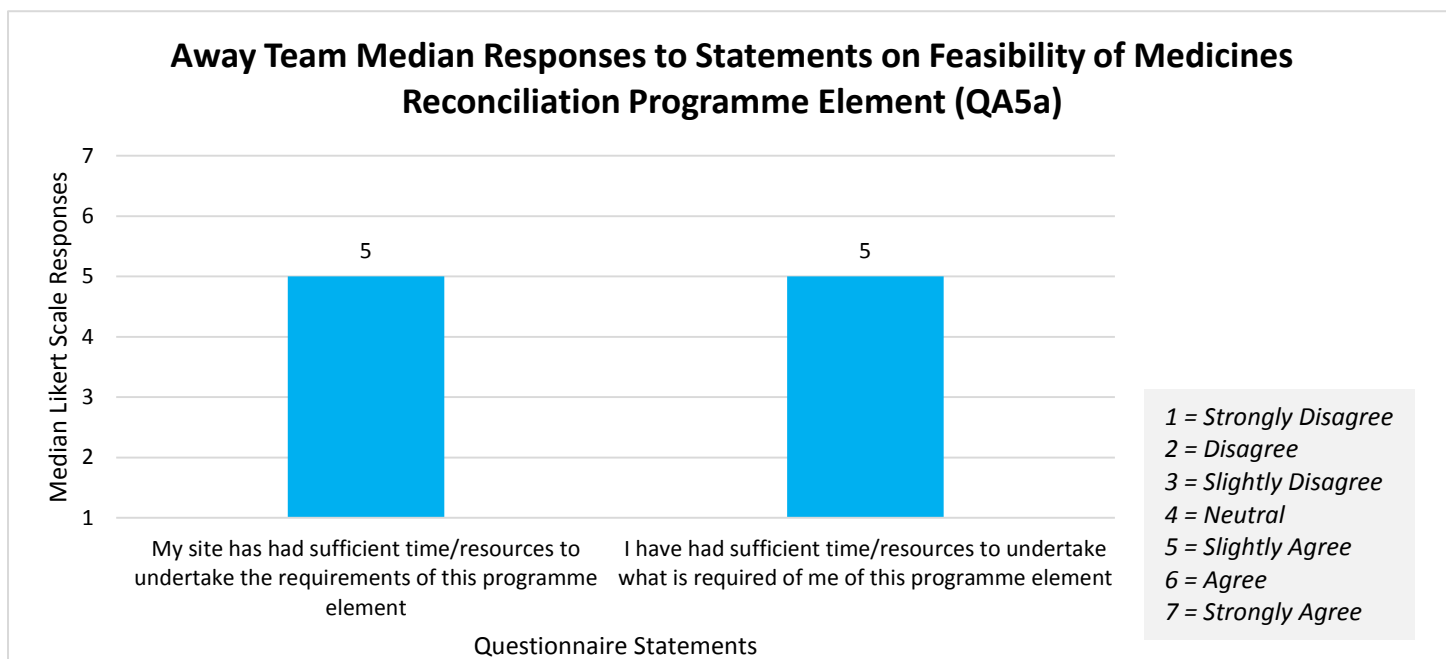 Away Team Median Responses to Statements on Feasibility of Medicines
Reconciliation Programme Element (QA5a)
Median Likert Scale Responses
7
6
5
4
3
2
1
5
5
My site has had sufficient time/resources to
undertake the requirements of this programme
element
I have had sufficient time/resources to undertake
what is required of me of this programme element
Questionnaire Statements
1 = Strongly Disagree
2 = Disagree
3 = Slightly Disagree
4 = Neutral
5 = Slightly Agree
6 = Agree
7 = Strongly Agree